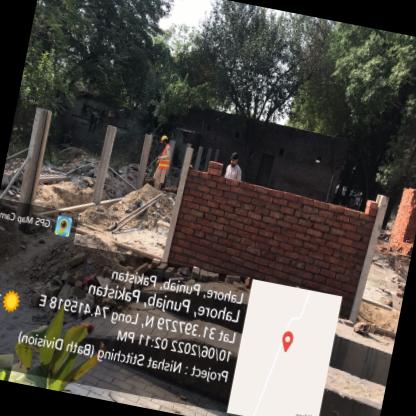 GPS Map Cam
Lahore, Punjab, Pakistan
Lahore, Punjab, Pakistan
Lat 31.397279 N, Long 74.415918 E
10/06/2022 02:11 PM
Project : Nishat Stitching (Bath Division)